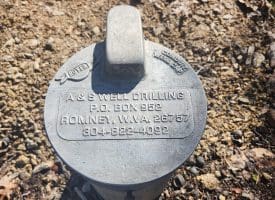 A & S WELL DRILLING
P.O. BOX 952
ROMNEY, W.VA. 26757
304-822-4092